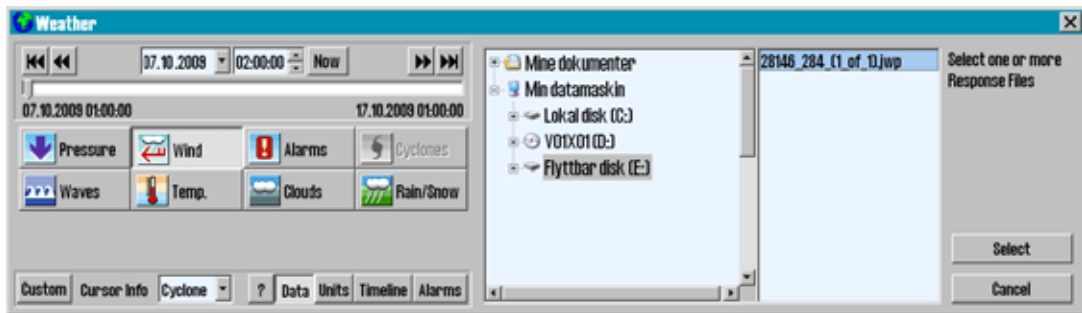 Weather
07.10.2009 02:00:00 Now
07.10.2009 01:00:00 17.10.2009 01:00:00
Pressure Wind Alarms Cyclones
Waves Temp. Clouds Rain/Snow
Custom Cursor Info Cyclone ? Data Units Timeline Alarms
Mine dokumenter
Min datamaskin
Lokal disk (C:)
V01X01 (D:)
Flyttbar disk (E:)
28146_284_(1_of_1).jwp
Select one or more
Response Files
Select
Cancel